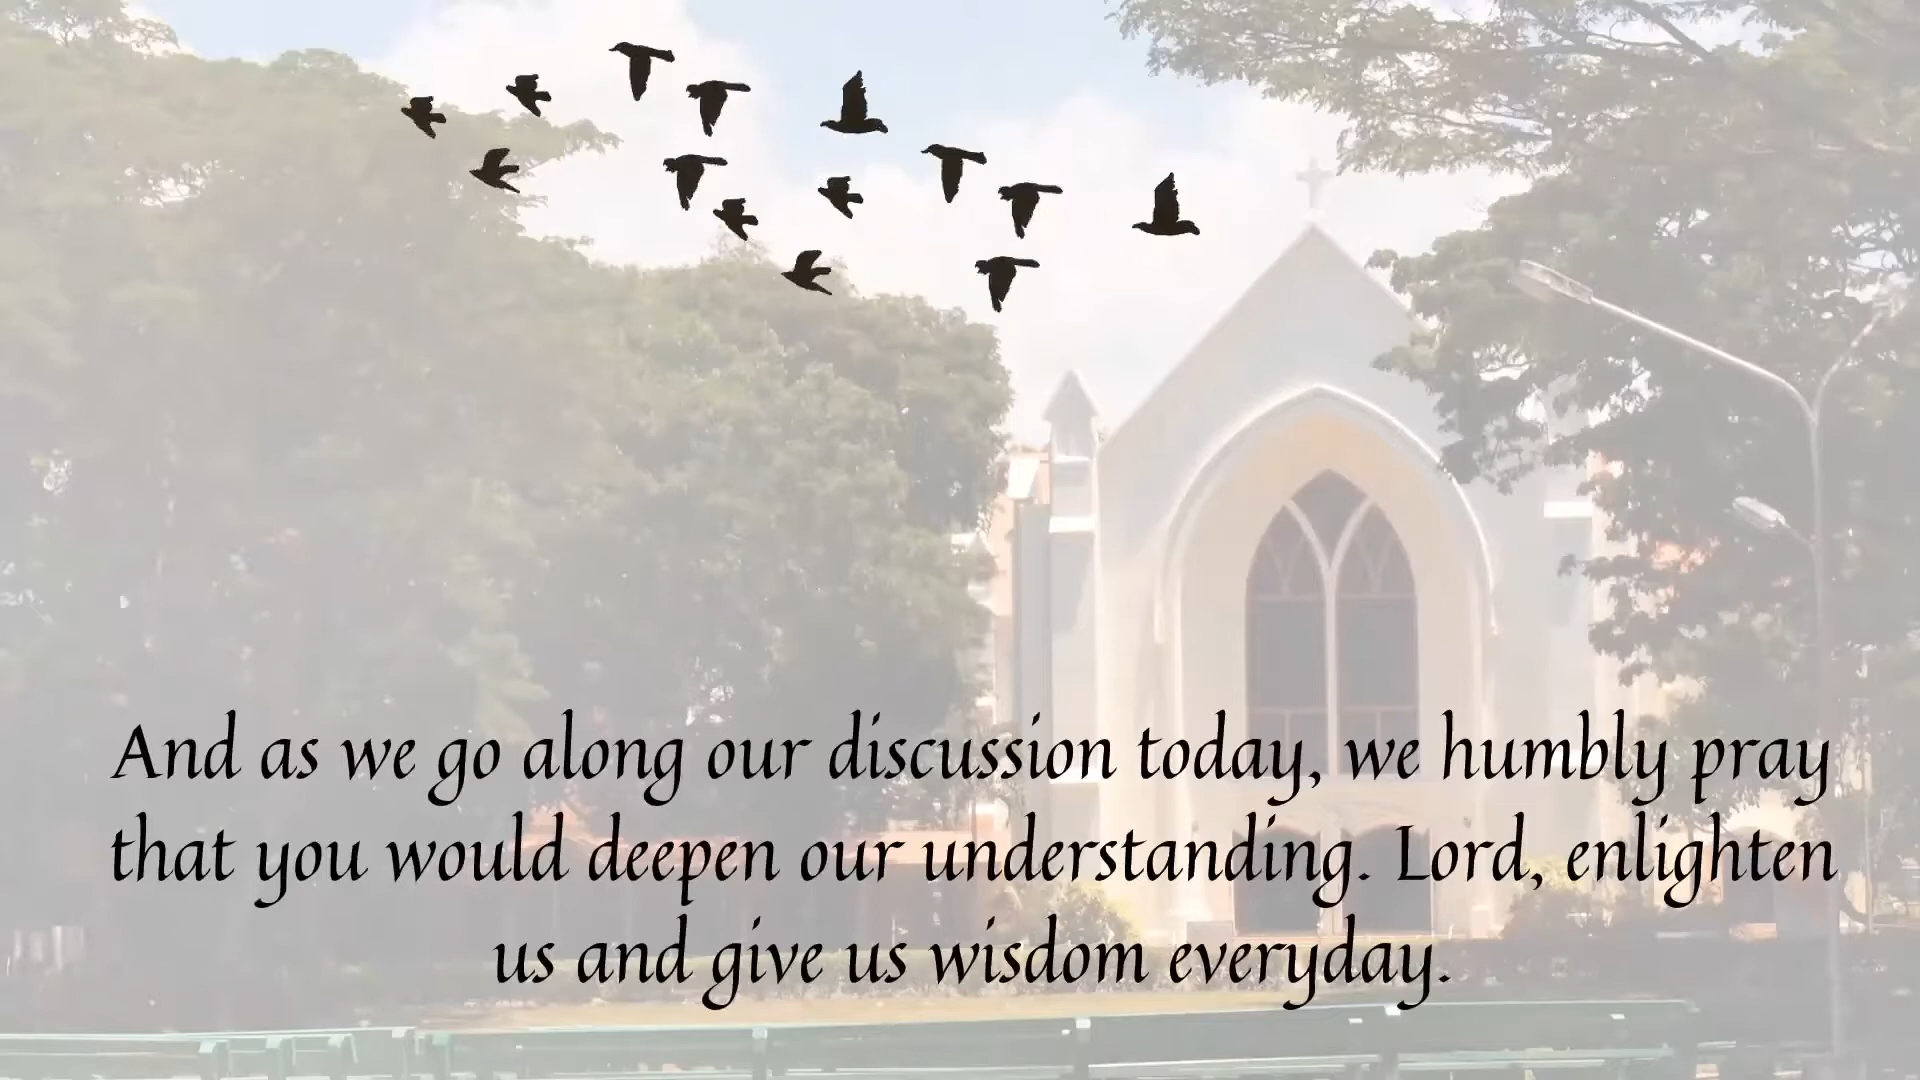 And as we go along our discussion today, we humbly pray
that you would deepen our understanding. Lord, enlighten
us and give us wisdom everyday.